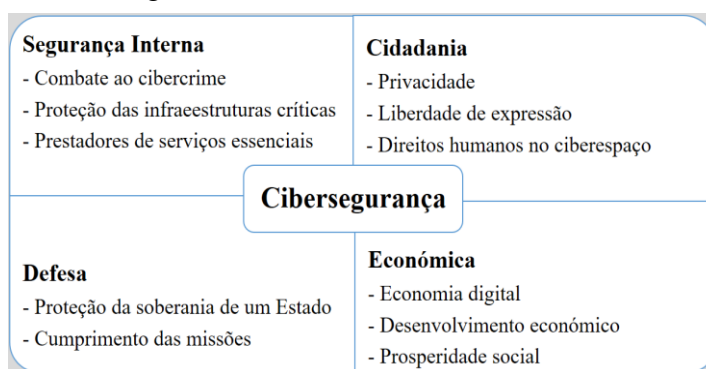 Segurança Interna
- Combate ao cibercrime
- Proteção das infraeestruturas críticas
- Prestadores de serviços essenciais
Cidadania
- Privacidade
- Liberdade de expressão
- Direitos humanos no ciberespaço
Cibersegurança
Defesa
- Proteção da soberania de um Estado
- Cumprimento das missões
Económica
- Economia digital
- Desenvolvimento económico
- Prosperidade social